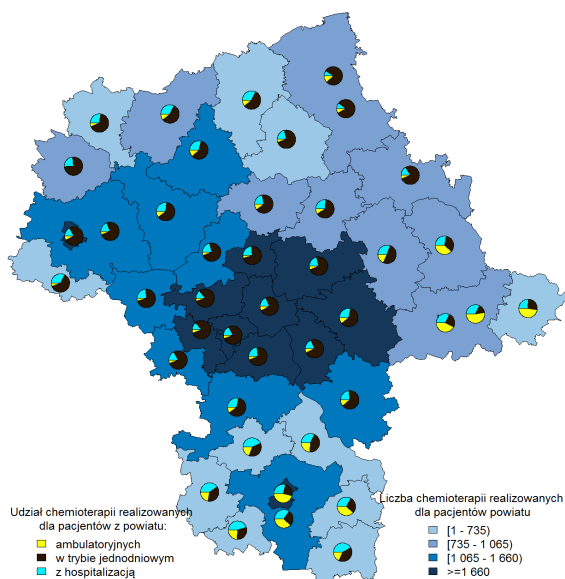 Udział chemioterapii realizowanych
dla pacjentów z powiatu:
ambulatoryjnych
w trybie jednodniowym
z hospitalizacją
Liczba chemioterapii realizowanych
dla pacjentów powiatu
[1 - 735)
[735 - 1 065)
[1 065 - 1 660)
>=1 660